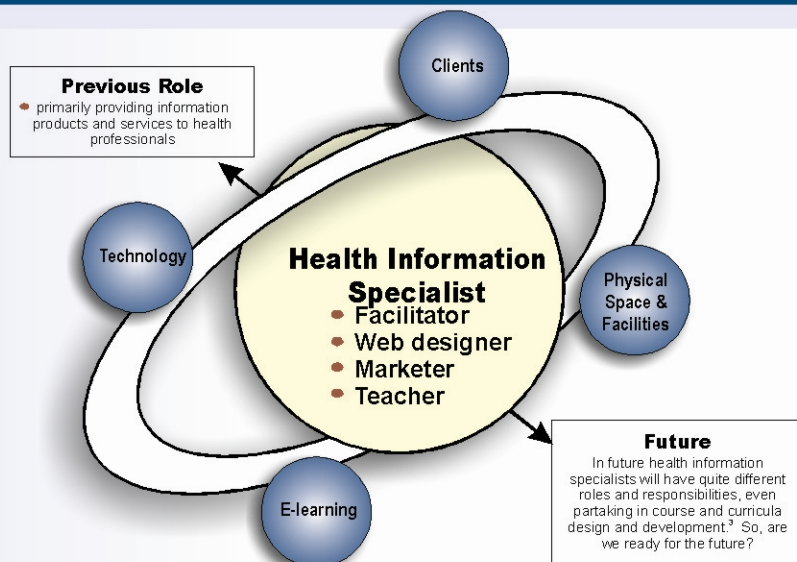 Clients
Previous Role
• primarily providing information
products and services to health
professionals
Technology
Health Information
Specialist
• Facilitator
• Web designer
• Marketer
• Teacher
Physical
Space &
Facilities
E-learning
Future
In future health information
specialists will have quite different
roles and responsibilities, even
partaking in course and curricula
design and development.³ So, are
we ready for the future?